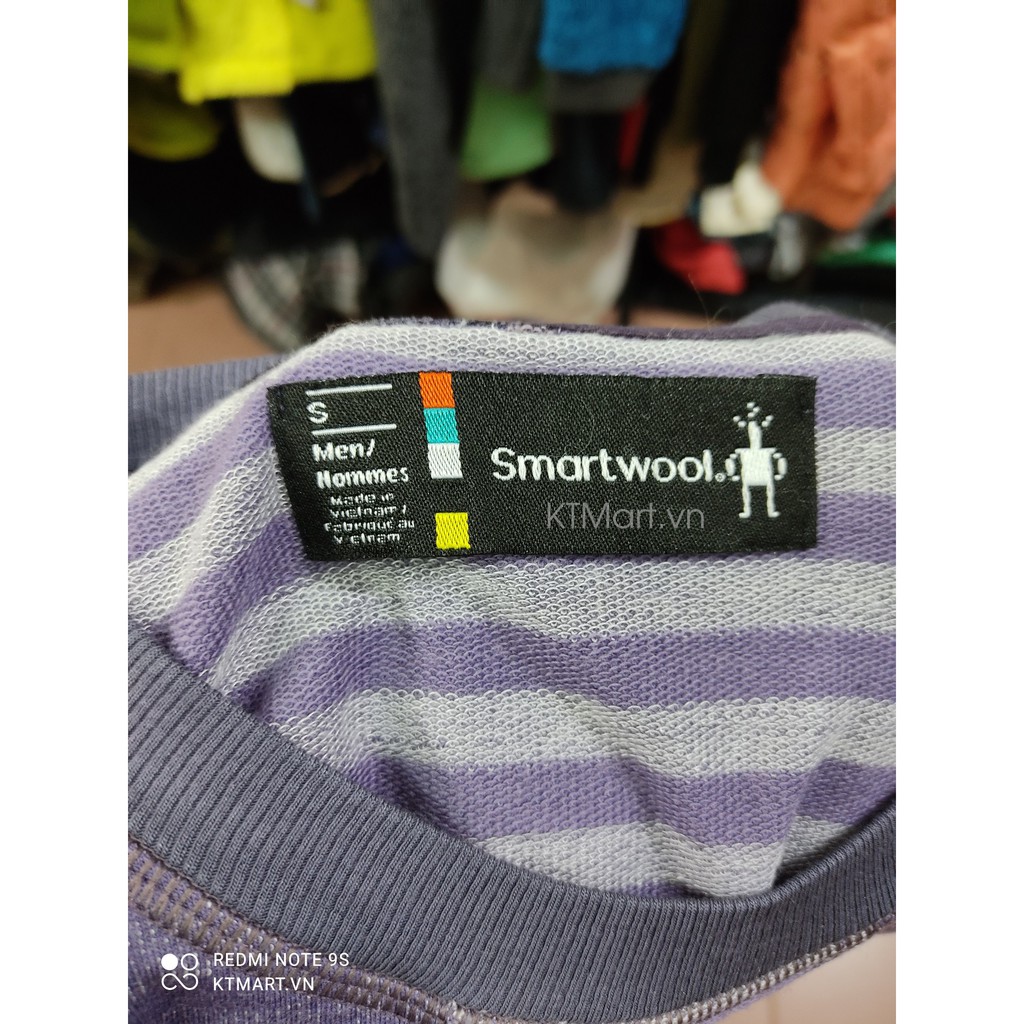 S
Men/
Hommes
Made in
Vietnam/
Fabriqué au
Vietnam
Smartwool®
KTMart.vn
REDMI NOTE 9S
KTMART.VN